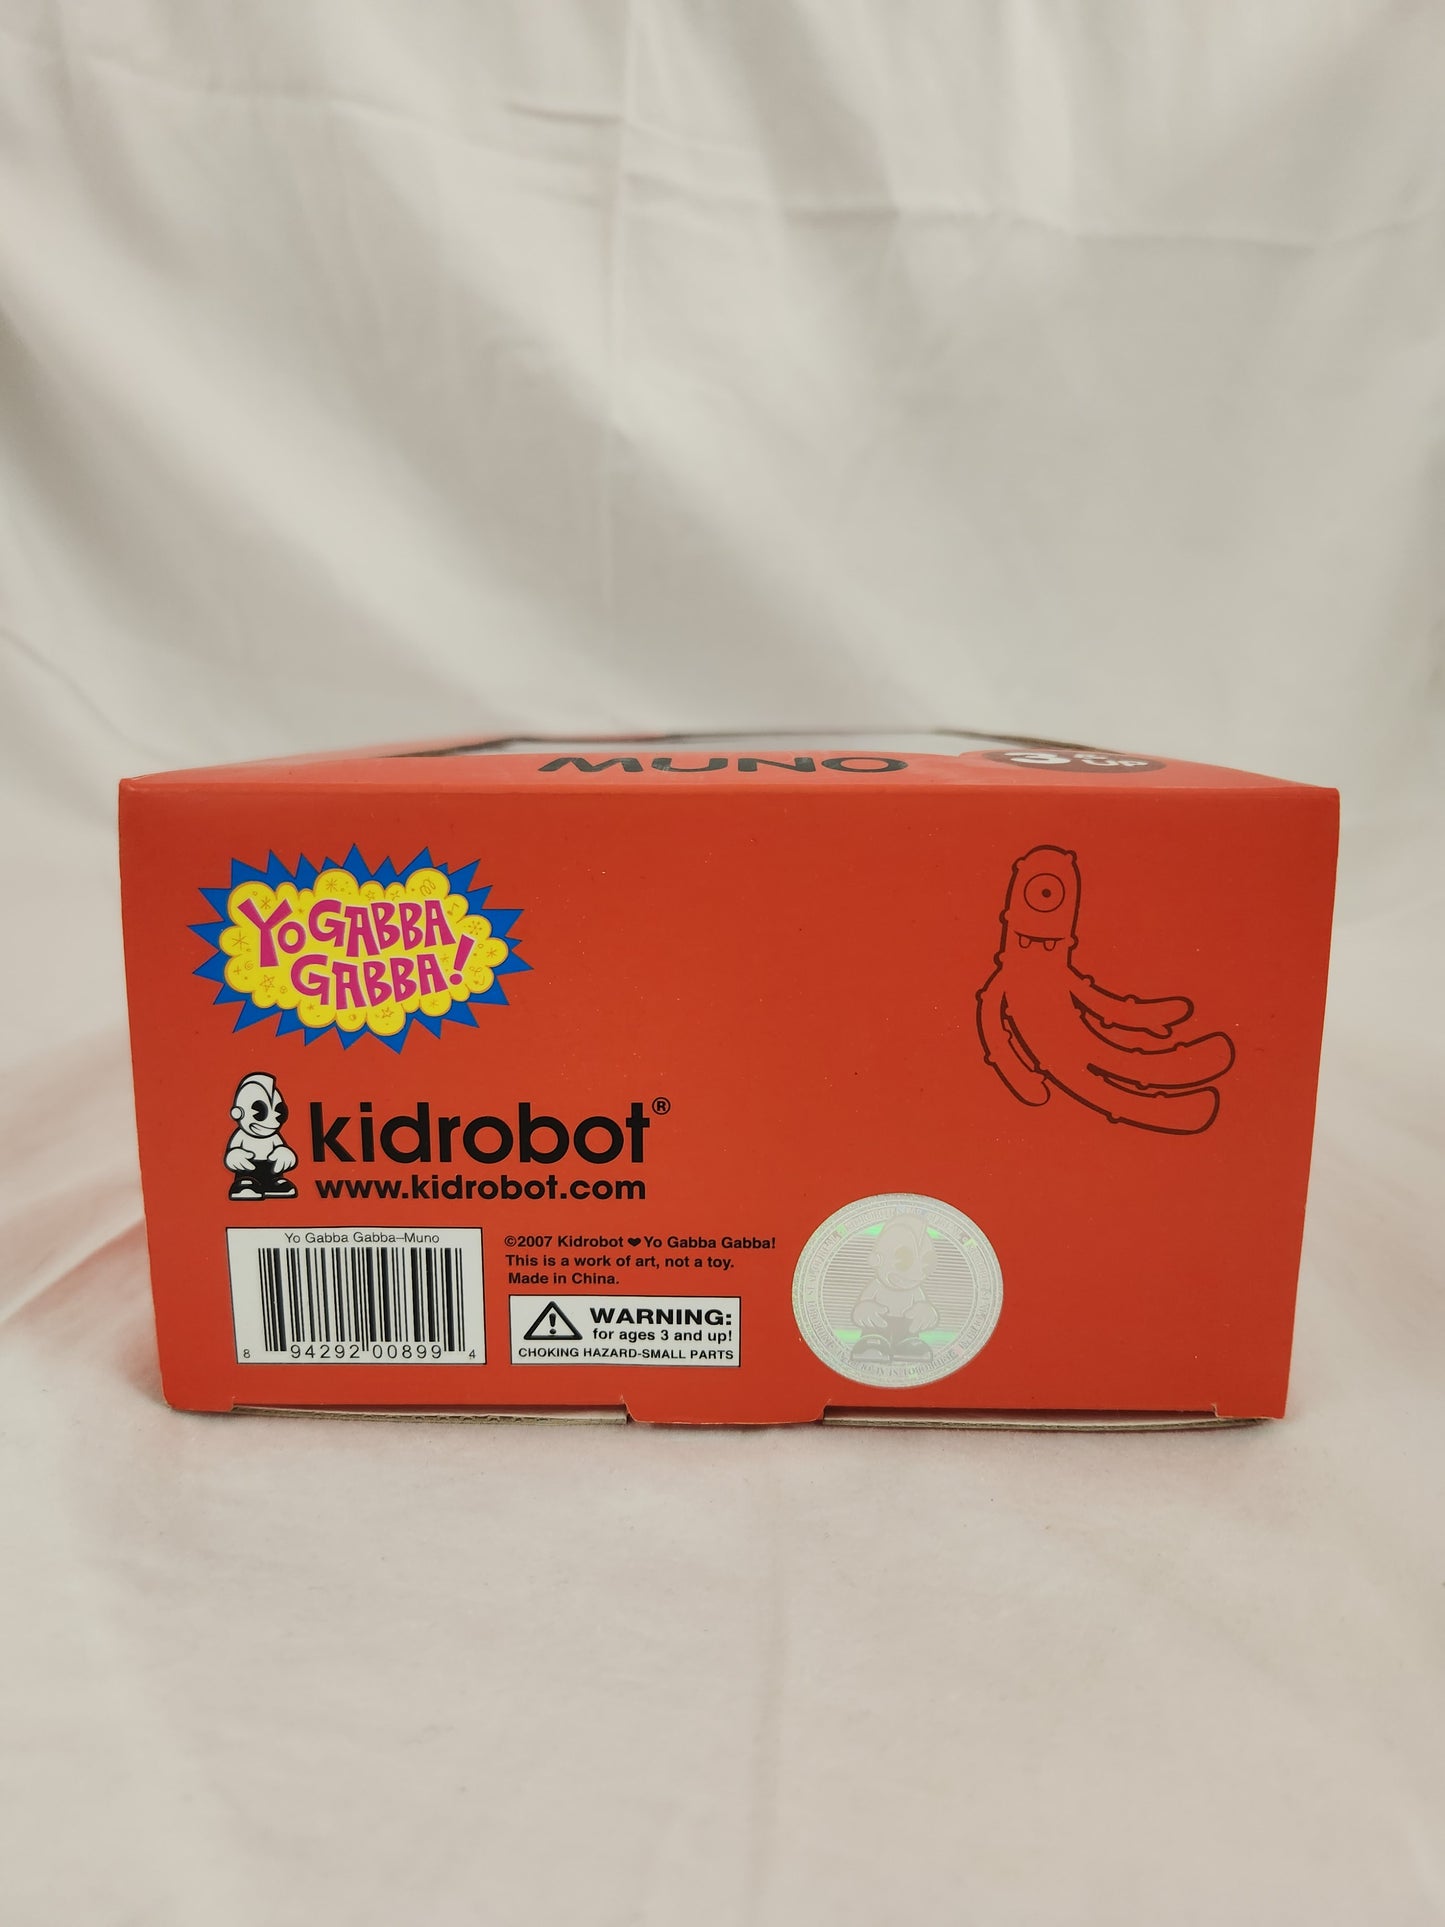 MUNO
3 & UP
YO GABBA
GABBA!
kidrobot®
www.kidrobot.com
Yo Gabba Gabba–Muno
8 94292 00899 4
©2007 Kidrobot ❤ Yo Gabba Gabba!
This is a work of art, not a toy.
Made in China.
WARNING:
for ages 3 and up!
CHOKING HAZARD-SMALL PARTS